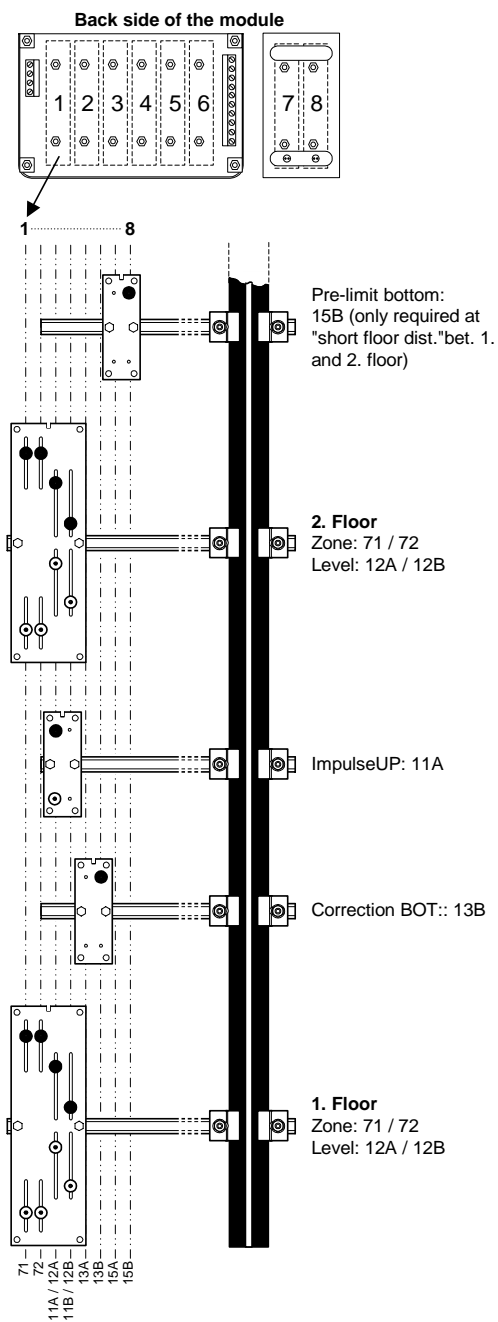 Back side of the module
1 2 3 4 5 6
7 8
1 8
Pre-limit bottom:
15B (only required at
"short floor dist."bet. 1.
and 2. floor)
2. Floor
Zone: 71 / 72
Level: 12A / 12B
ImpulseUP: 11A
Correction BOT:: 13B
1. Floor
Zone: 71 / 72
Level: 12A / 12B
71
72
11A / 12A
11B / 12B
13A
13B
15A
15B